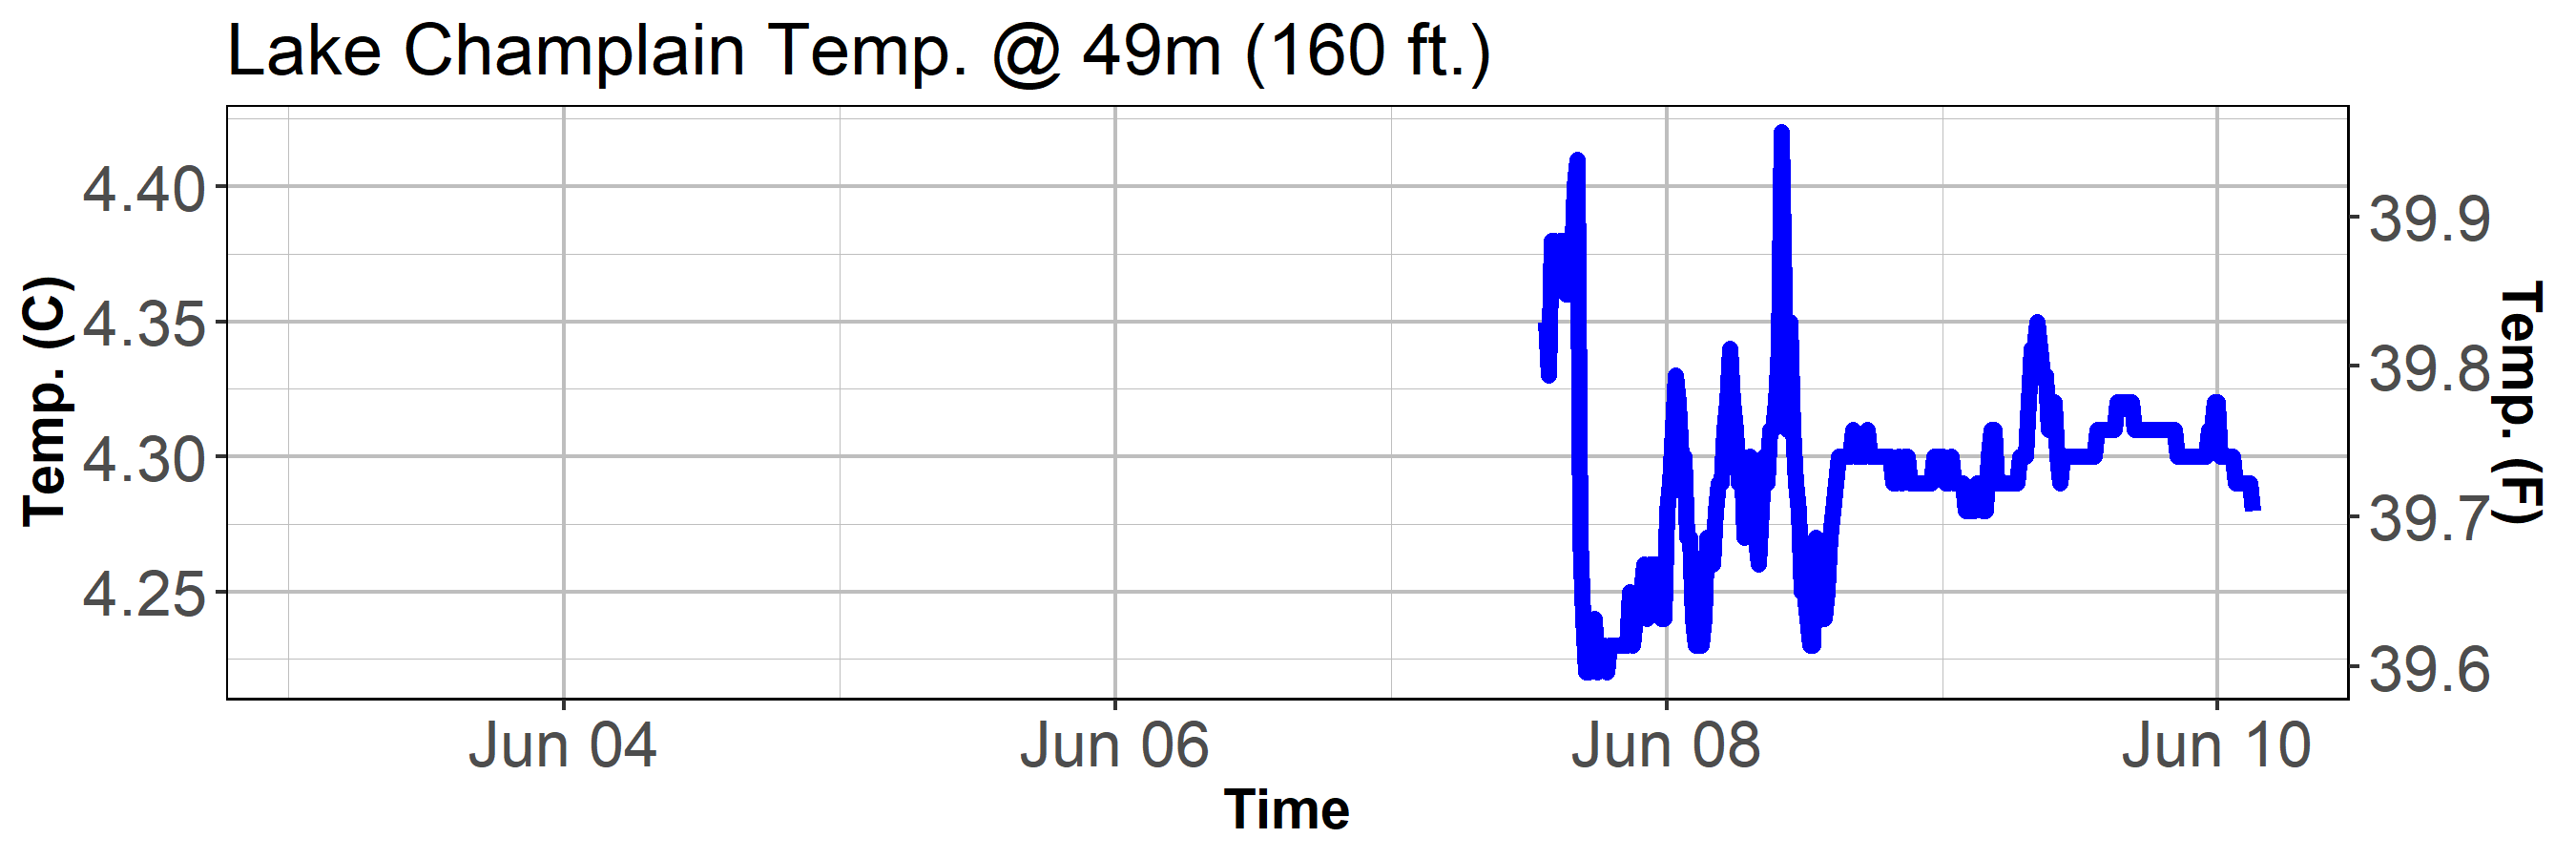 Lake Champlain Temp. @ 49m (160 ft.)
Temp. (C)
4.40
4.35
4.30
4.25
39.9
39.8
39.7
39.6
Temp. (F)
Jun 04 Jun 06 Jun 08 Jun 10
Time